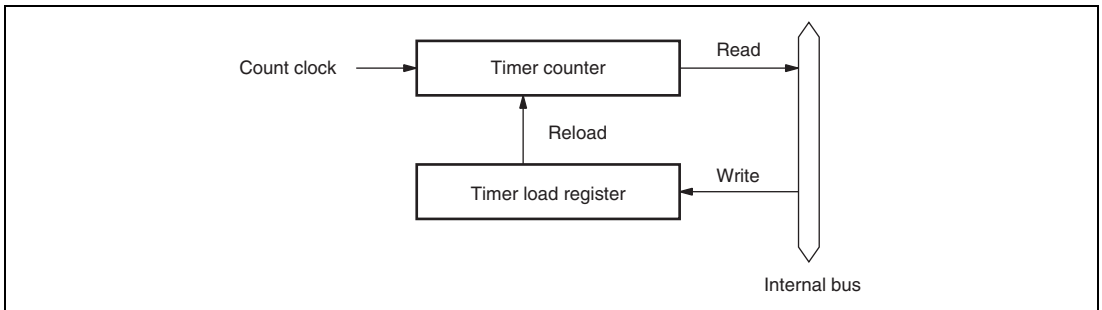 Read
Count clock
Timer counter
Reload
Write
Timer load register
Internal bus